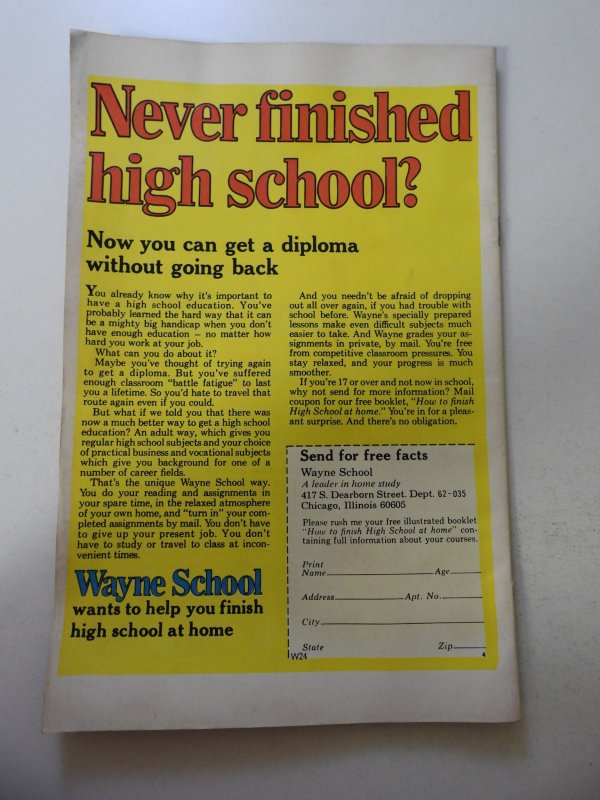 Never finished
high school?
Now you can get a diploma
without going back
You already know why it's important to
have a high school education. You've
probably learned the hard way that it can
be a mighty big handicap when you don't
have enough education — no matter how
hard you work at your job.
What can you do about it?
Maybe you've thought of trying again
to get a diploma. But you've suffered
enough classroom "battle fatigue" to last
you a lifetime. So you'd hate to travel that
route again even if you could.
But what if we told you that there was
now a much better way to get a high school
education? An adult way, which gives you
regular high school subjects and your choice
of practical business and vocational subjects
which give you background for one of a
number of career fields.
That's the unique Wayne School way.
You do your reading and assignments in
your spare time, in the relaxed atmosphere
of your own home, and "turn in" your com-
pleted assignments by mail. You don't have
to give up your present job. You don't
have to study or travel to class at incon-
venient times.
Wayne School
wants to help you finish
high school at home
And you needn't be afraid of dropping
out all over again, if you had trouble with
school before. Wayne's specially prepared
lessons make even difficult subjects much
easier to take. And Wayne grades your as-
signments in private, by mail. You're free
from competitive classroom pressures. You
stay relaxed, and your progress is much
smoother.
If you're 17 or over and not now in school,
why not send for more information? Mail
coupon for our free booklet, "How to finish
High School at home." You're in for a pleas-
ant surprise. And there's no obligation.
Send for free facts
Wayne School
A leader in home study
417 S. Dearborn Street. Dept. 62-035
Chicago, Illinois 60605
Please rush me your free illustrated booklet
"How to finish High School at home" con-
taining full information about your courses.
Print
Name Age
Address Apt. No.
City
State Zip
W24 4